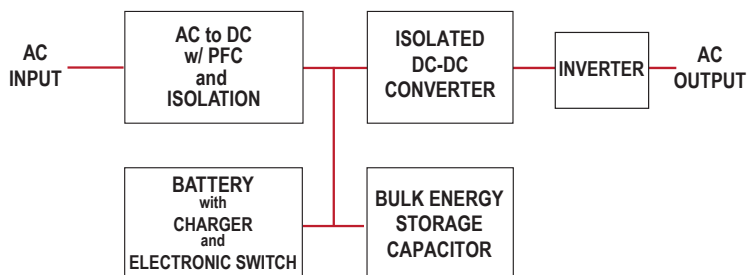 AC
INPUT
AC to DC
w/ PFC
and
ISOLATION
ISOLATED
DC-DC
CONVERTER
INVERTER
AC
OUTPUT
BATTERY
with
CHARGER
and
ELECTRONIC SWITCH
BULK ENERGY
STORAGE
CAPACITOR